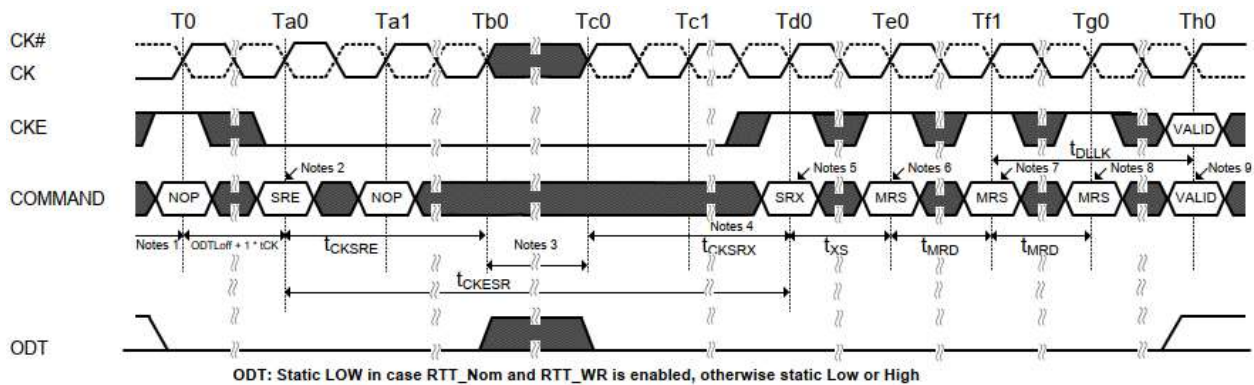 T0 Ta0 Ta1 Tb0 Tc0 Tc1 Td0 Te0 Tf1 Tg0 Th0
CK#
CK
CKE
VALID
tDLLK
Notes 2 Notes 5 Notes 6 Notes 7 Notes 8 Notes 9
COMMAND
NOP SRE NOP SRX MRS MRS MRS VALID
Notes 1 ODTLoff + 1 * tCK tCKSRE Notes 3 Notes 4 tCKSRX tXS tMRD tMRD
tCKESR
ODT
ODT: Static LOW in case RTT_Nom and RTT_WR is enabled, otherwise static Low or High